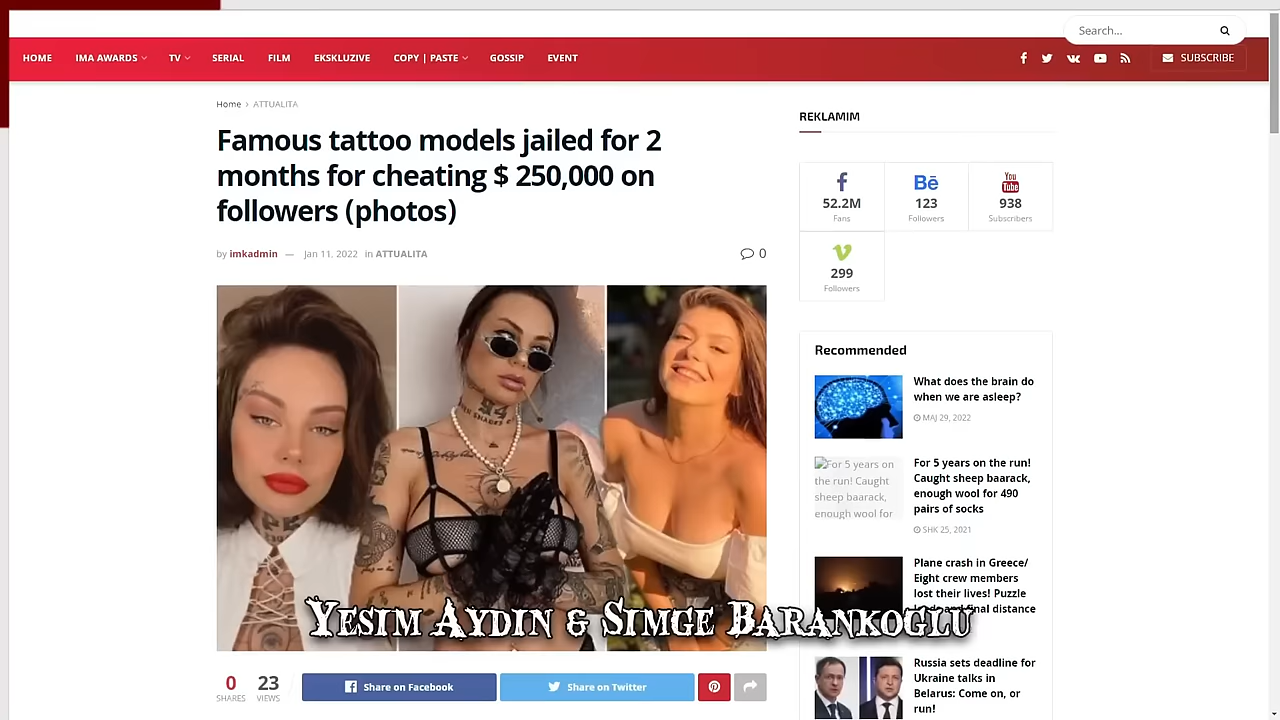 Search...
HOME IMA AWARDS TV SERIAL FILM EKSKLUZIVE COPY | PASTE GOSSIP EVENT SUBSCRIBE
Home > ATTUALITA
Famous tattoo models jailed for 2
months for cheating $ 250,000 on
followers (photos)
by imkadmin — Jan 11, 2022 in ATTUALITA
0
YESIM AYDIN & SIMGE BARANKOGLU
0
SHARES
23
VIEWS
Share on Facebook
Share on Twitter
REKLAMIM
52.2M
Fans
Bē
123
Followers
You
Tube
938
Subscribers
299
Followers
Recommended
What does the brain do
when we are asleep?
MAJ 29, 2022
For 5 years on
the run! Caught
sheep baarack,
enough wool for
For 5 years on the run!
Caught sheep baarack,
enough wool for 490
pairs of socks
SHK 25, 2021
Plane crash in Greece/
Eight crew members
lost their lives! Puzzle
and final distance
Russia sets deadline for
Ukraine talks in
Belarus: Come on, or
run!